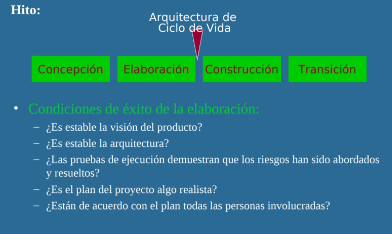 Hito:
Arquitectura de
Ciclo de Vida
Concepción Elaboración Construcción Transición
• Condiciones de éxito de la elaboración:
– ¿Es estable la visión del producto?
– ¿Es estable la arquitectura?
– ¿Las pruebas de ejecución demuestran que los riesgos han sido abordados
y resueltos?
– ¿Es el plan del proyecto algo realista?
– ¿Están de acuerdo con el plan todas las personas involucradas?